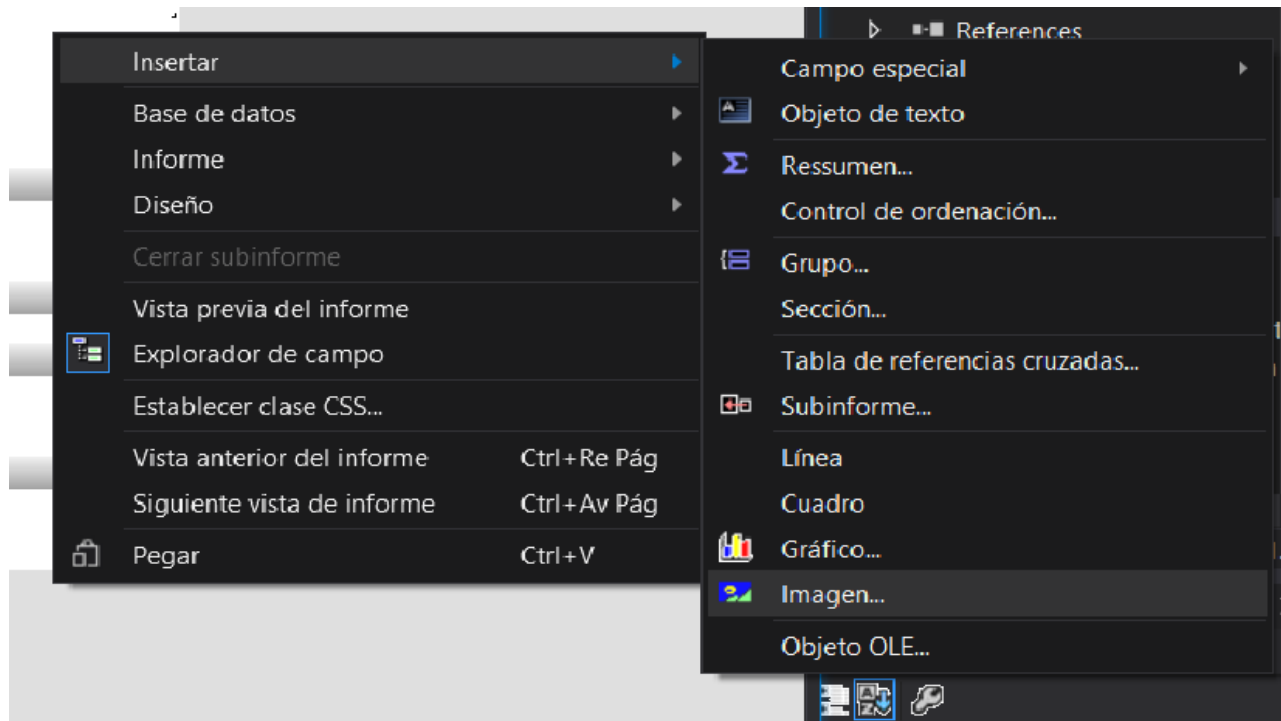 References
Insertar
Base de datos
Informe
Diseño
Cerrar subinforme
Vista previa del informe
Explorador de campo
Establecer clase CSS...
Vista anterior del informe Ctrl+Re Pág
Siguiente vista de informe Ctrl+Av Pág
Pegar Ctrl+V
Campo especial
Objeto de texto
Ressumen...
Control de ordenación...
Grupo...
Sección...
Tabla de referencias cruzadas...
Subinforme...
Línea
Cuadro
Gráfico...
Imagen...
Objeto OLE...